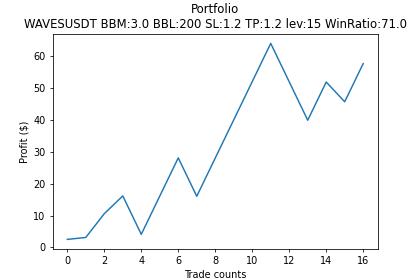 Portfolio
WAVESUSDT BBM:3.0 BBL:200 SL:1.2 TP:1.2 lev:15 WinRatio:71.0
60
50
40
30
20
10
0
Profit ($)
0 2 4 6 8 10 12 14 16
Trade counts